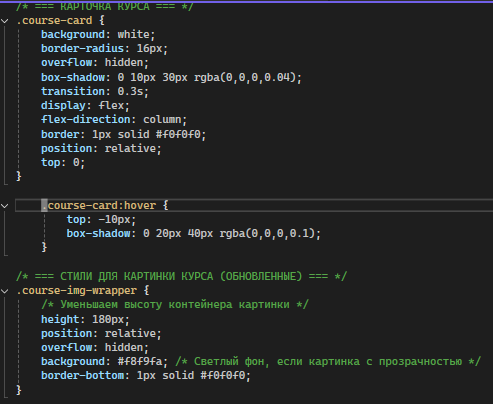 /* === КАРТОЧКА КУРСА === */
.course-card {
    background: white;
    border-radius: 16px;
    overflow: hidden;
    box-shadow: 0 10px 30px rgba(0,0,0,0.04);
    transition: 0.3s;
    display: flex;
    flex-direction: column;
    border: 1px solid #f0f0f0;
    position: relative;
    top: 0;
}
    .course-card:hover {
        top: -10px;
        box-shadow: 0 20px 40px rgba(0,0,0,0.1);
    }
/* === СТИЛИ ДЛЯ КАРТИНКИ КУРСА (ОБНОВЛЕННЫЕ) === */
.course-img-wrapper {
    /* Уменьшаем высоту контейнера картинки */
    height: 180px;
    position: relative;
    overflow: hidden;
    background: #f8f9fa; /* Светлый фон, если картинка с прозрачностью */
    border-bottom: 1px solid #f0f0f0;
}